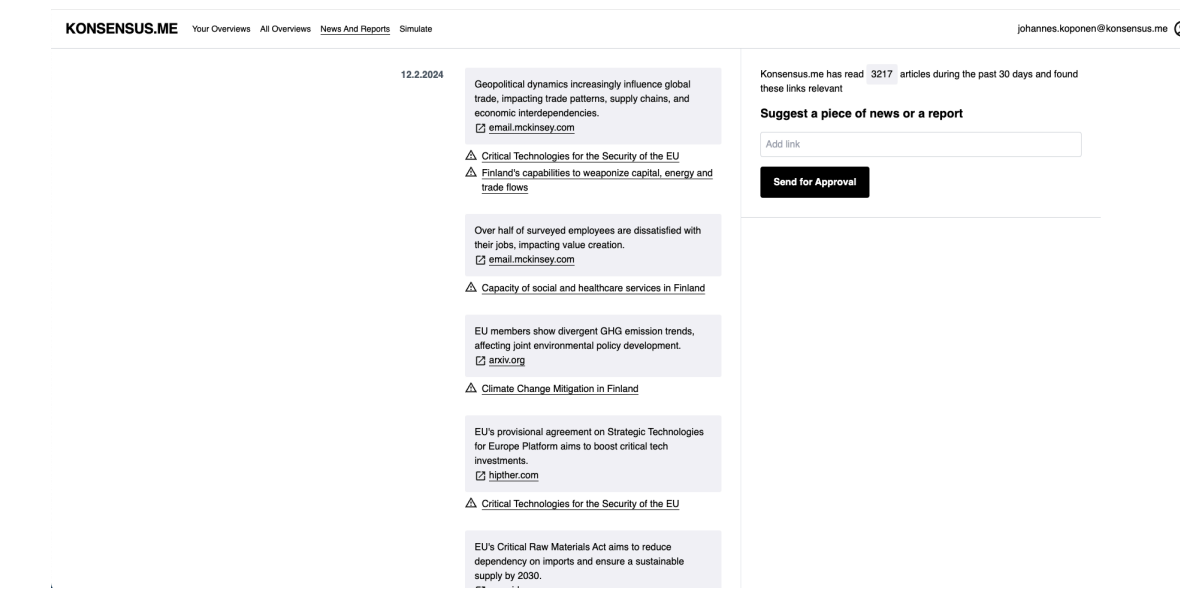 KONSENSUS.ME Your Overviews All Overviews News And Reports Simulate johannes.koponen@konsensus.me
12.2.2024
Geopolitical dynamics increasingly influence global
trade, impacting trade patterns, supply chains, and
economic interdependencies.
email.mckinsey.com
Critical Technologies for the Security of the EU
Finland's capabilities to weaponize capital, energy and
trade flows
Over half of surveyed employees are dissatisfied with
their jobs, impacting value creation.
email.mckinsey.com
Capacity of social and healthcare services in Finland
EU members show divergent GHG emission trends,
affecting joint environmental policy development.
arxiv.org
Climate Change Mitigation in Finland
EU's provisional agreement on Strategic Technologies
for Europe Platform aims to boost critical tech
investments.
hipther.com
Critical Technologies for the Security of the EU
EU's Critical Raw Materials Act aims to reduce
dependency on imports and ensure a sustainable
supply by 2030.
Konsensus.me has read 3217 articles during the past 30 days and found
these links relevant
Suggest a piece of news or a report
Add link
Send for Approval